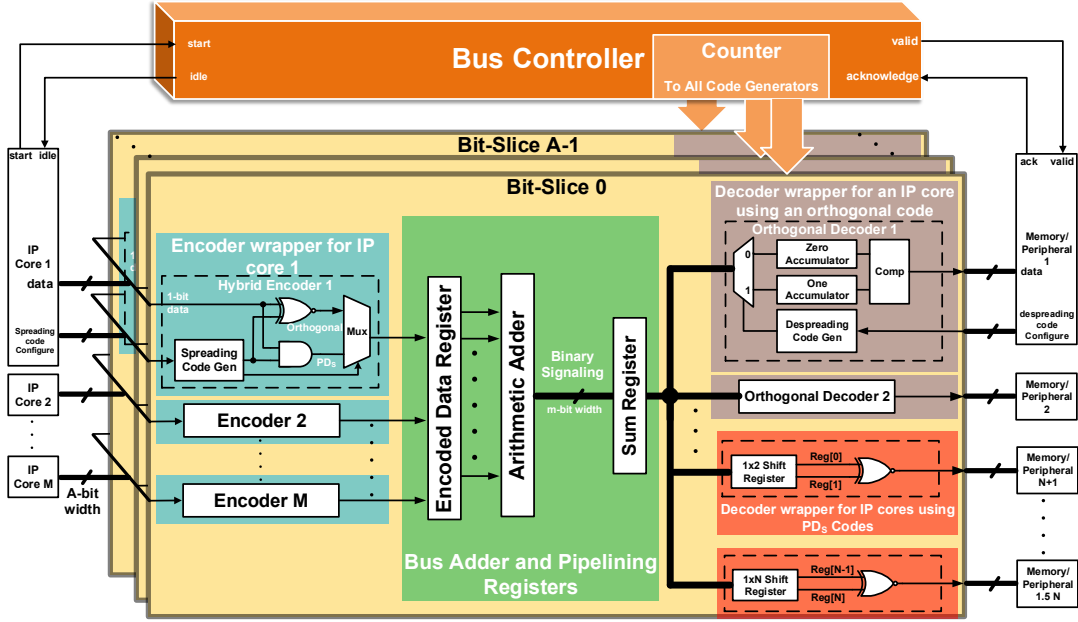 start
idle
Bus Controller
Counter
To All Code Generators
valid
acknowledge
Bit-Slice A-1
Bit-Slice 0
start idle
IP
Core 1
data
Spreading
code
Configure
IP
Core 2
IP
Core M
A-bit
width
1
d
Encoder wrapper for IP
core 1
Hybrid Encoder 1
1-bit
data
Orthogonal
Spreading
Code Gen
PDS
Mux
Encoder 2
Encoder M
Encoded Data Register
Arithmetic Adder
Binary
Signaling
m-bit width
Sum Register
Bus Adder and Pipelining
Registers
Decoder wrapper for an IP core
using an orthogonal code
Orthogonal Decoder 1
0
1
Zero
Accumulator
One
Accumulator
Comp
Despreading
Code Gen
Orthogonal Decoder 2
1x2 Shift
Register
Reg[0]
Reg[1]
Decoder wrapper for IP cores using
PDS Codes
1xN Shift
Register
Reg[N-1]
Reg[N]
ack valid
Memory/
Peripheral
1
data
despreading
code
Configure
Memory/
Peripheral
2
Memory/
Peripheral
N+1
Memory/
Peripheral
1.5 N